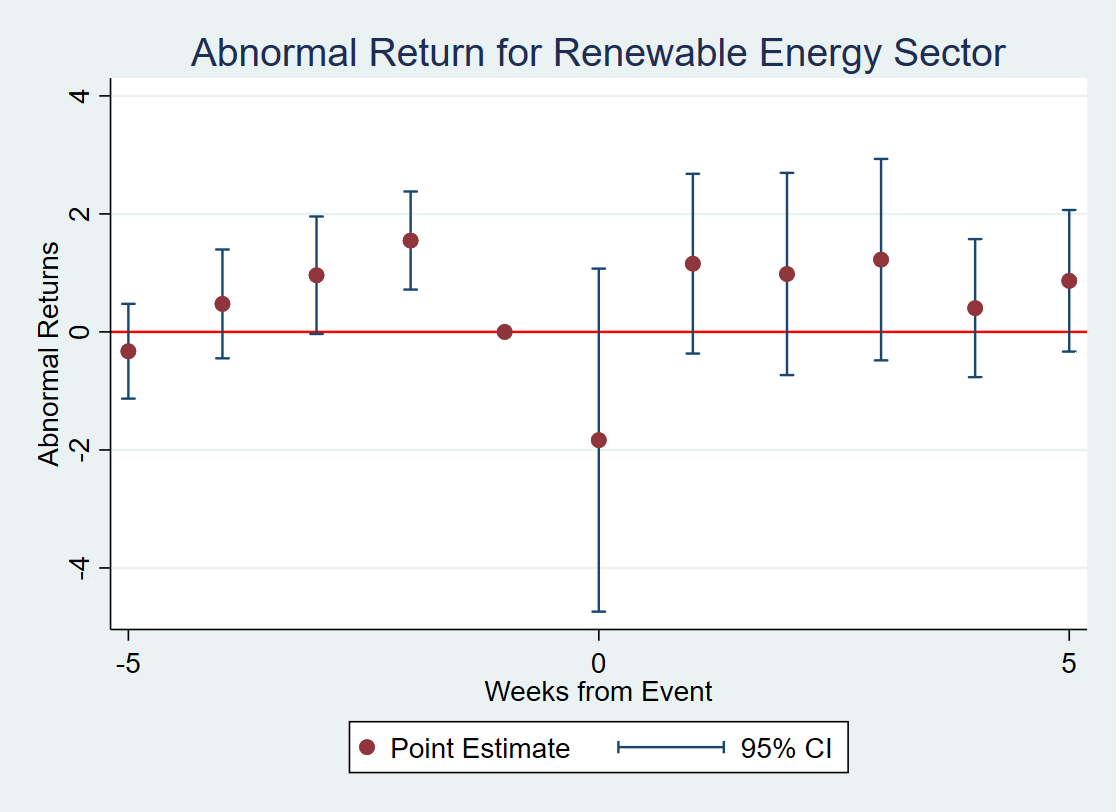 Abnormal Return for Renewable Energy Sector
Abnormal Returns
4
2
0
-2
-4
-5 0 5
Weeks from Event
Point Estimate 95% CI